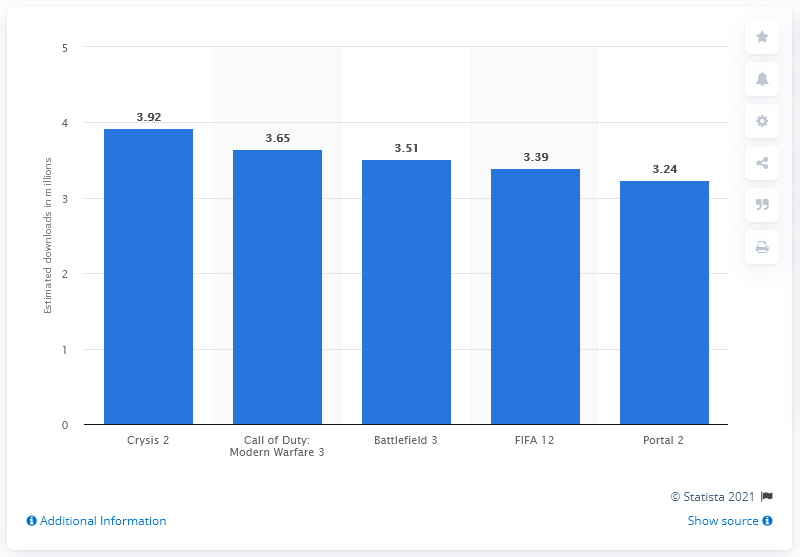 5
4
3
2
1
0
Estimated downloads in millions
3.92
3.65
3.51
3.39
3.24
Crysis 2
Call of Duty:
Modern Warfare 3
Battlefield 3
FIFA 12
Portal 2
© Statista 2021
Additional Information
Show source